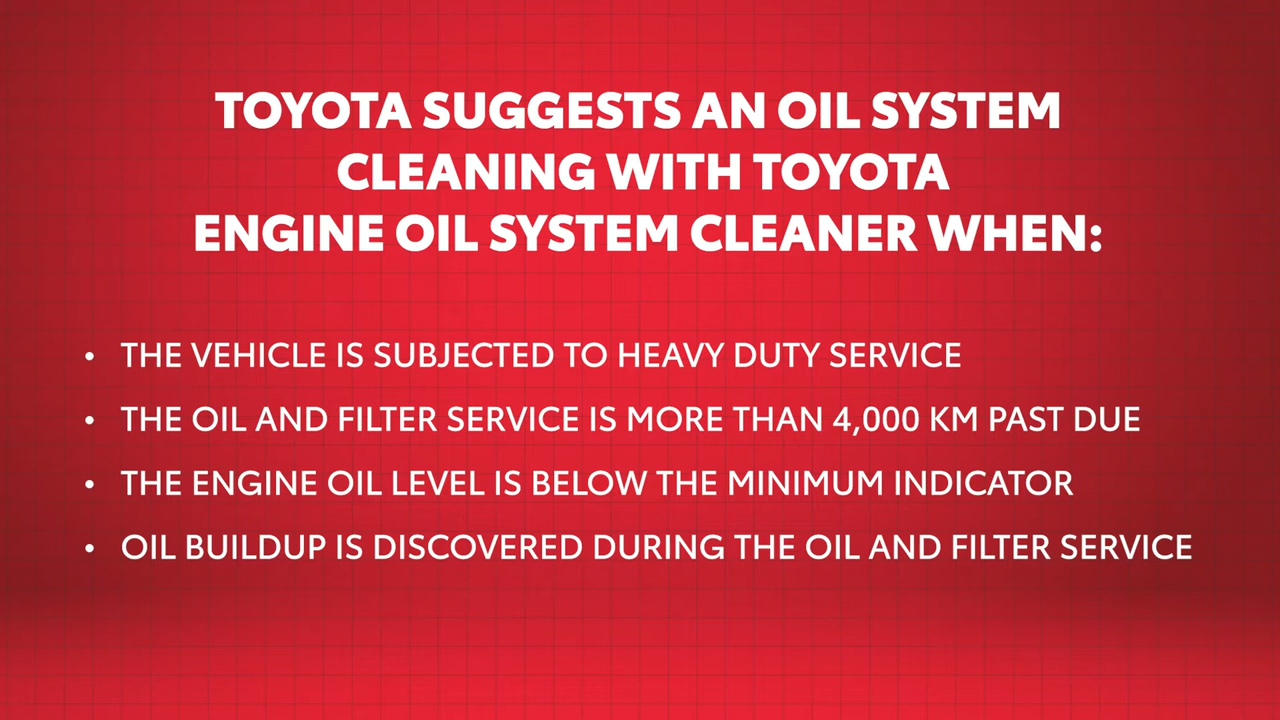 TOYOTA SUGGESTS AN OIL SYSTEM
CLEANING WITH TOYOTA
ENGINE OIL SYSTEM CLEANER WHEN:
• THE VEHICLE IS SUBJECTED TO HEAVY DUTY SERVICE
• THE OIL AND FILTER SERVICE IS MORE THAN 4,000 KM PAST DUE
• THE ENGINE OIL LEVEL IS BELOW THE MINIMUM INDICATOR
• OIL BUILDUP IS DISCOVERED DURING THE OIL AND FILTER SERVICE